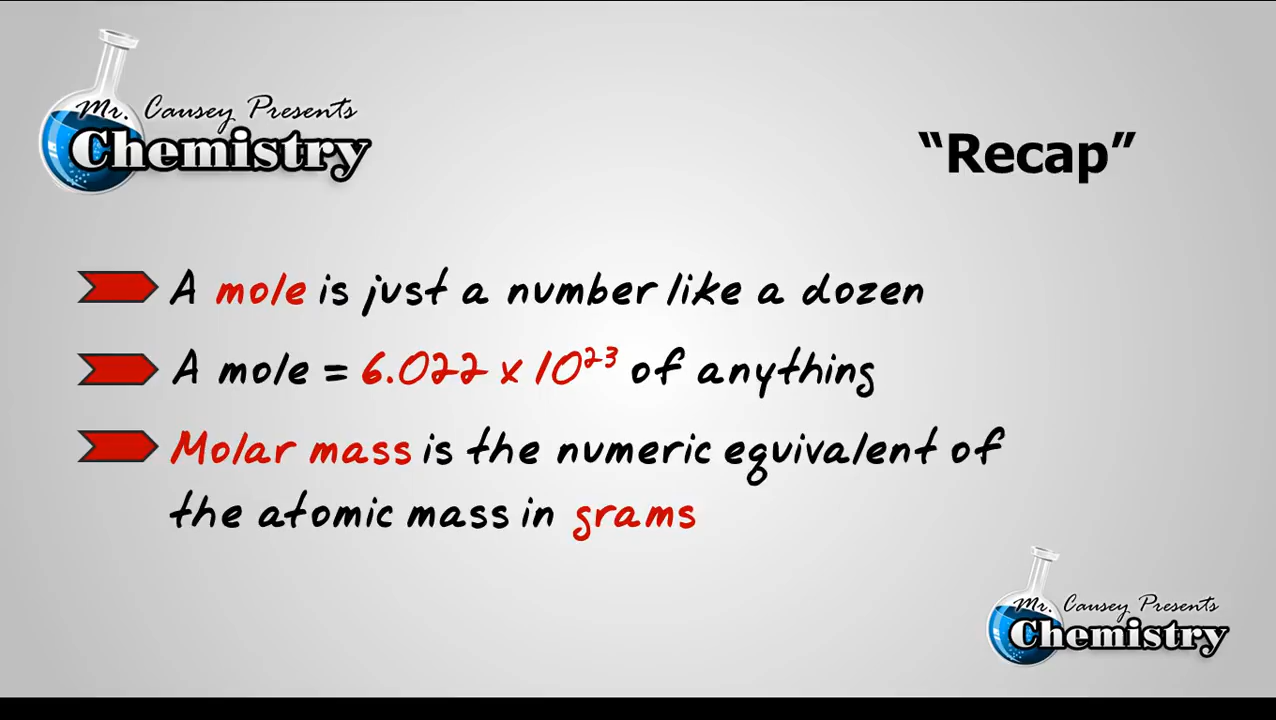 Mr. Causey Presents
Chemistry
“Recap”
A mole is just a number like a dozen
A mole = 6.022 x 10²³ of anything
Molar mass is the numeric equivalent of
the atomic mass in grams
Mr. Causey Presents
Chemistry